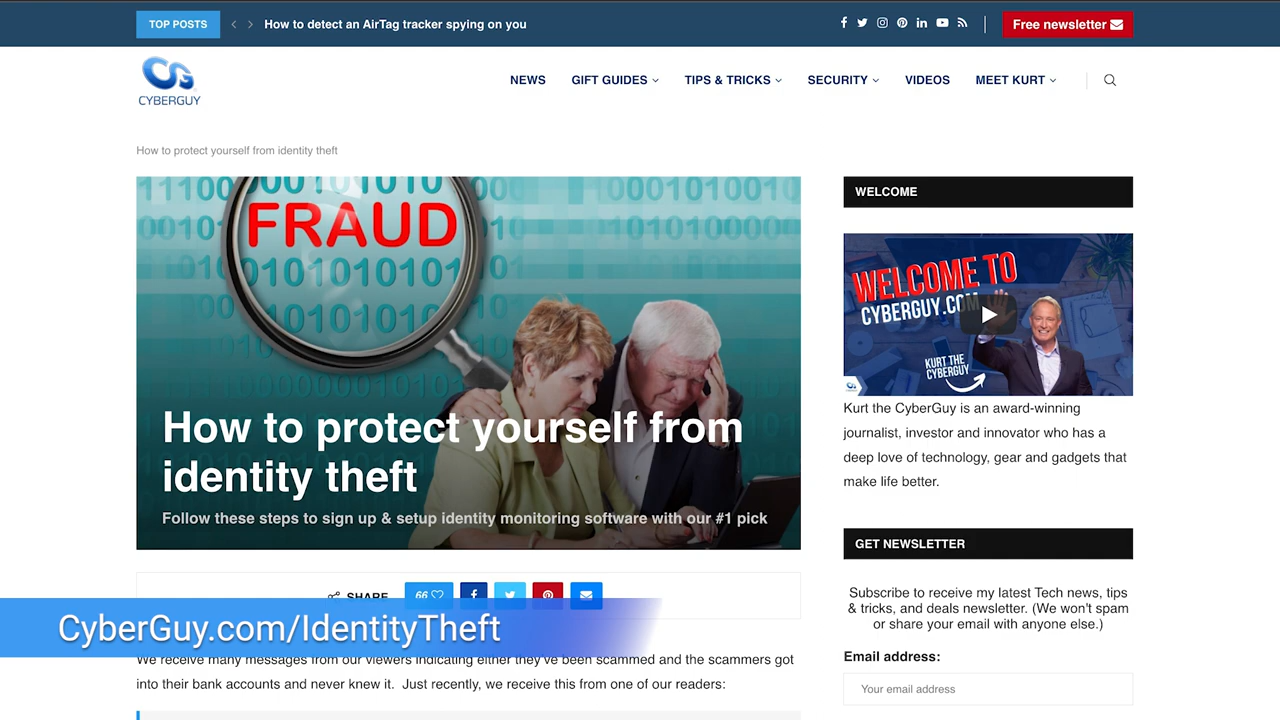 TOP POSTS
How to detect an AirTag tracker spying on you
Free newsletter
CYBERGUY
NEWS
GIFT GUIDES
TIPS & TRICKS
SECURITY
VIDEOS
MEET KURT
How to protect yourself from identity theft
FRAUD
How to protect yourself from
identity theft
Follow these steps to sign up & setup identity monitoring software with our #1 pick
SHARE
66
CyberGuy.com/IdentityTheft
We receive many messages from our viewers indicating either they've been scammed and the scammers got
into their bank accounts and never knew it. Just recently, we receive this from one of our readers:
WELCOME
WELCOME TO
CYBERGUY.COM
KURT THE
CYBERGUY
Kurt the CyberGuy is an award-winning
journalist, investor and innovator who has a
deep love of technology, gear and gadgets that
make life better.
GET NEWSLETTER
Subscribe to receive my latest Tech news, tips
& tricks, and deals newsletter. (We won't spam
or share your email with anyone else.)
Email address:
Your email address